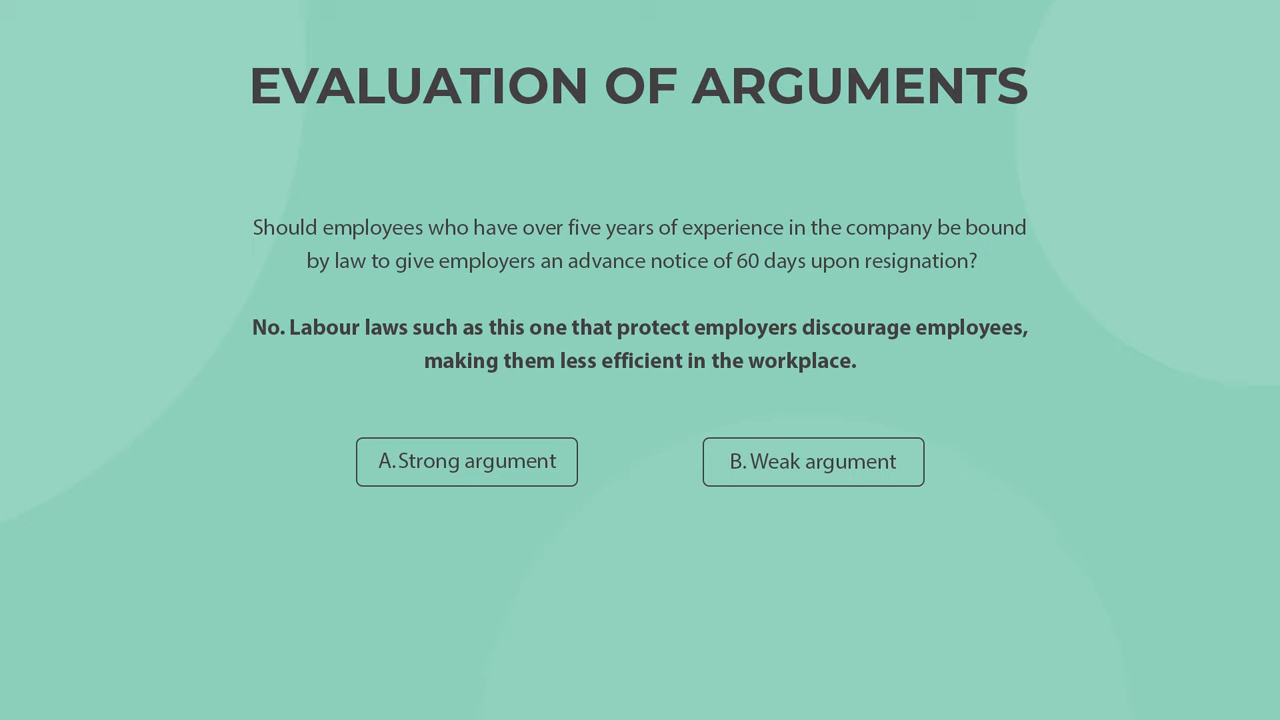 EVALUATION OF ARGUMENTS
Should employees who have over five years of experience in the company be bound
by law to give employers an advance notice of 60 days upon resignation?
No. Labour laws such as this one that protect employers discourage employees,
making them less efficient in the workplace.
A. Strong argument
B. Weak argument